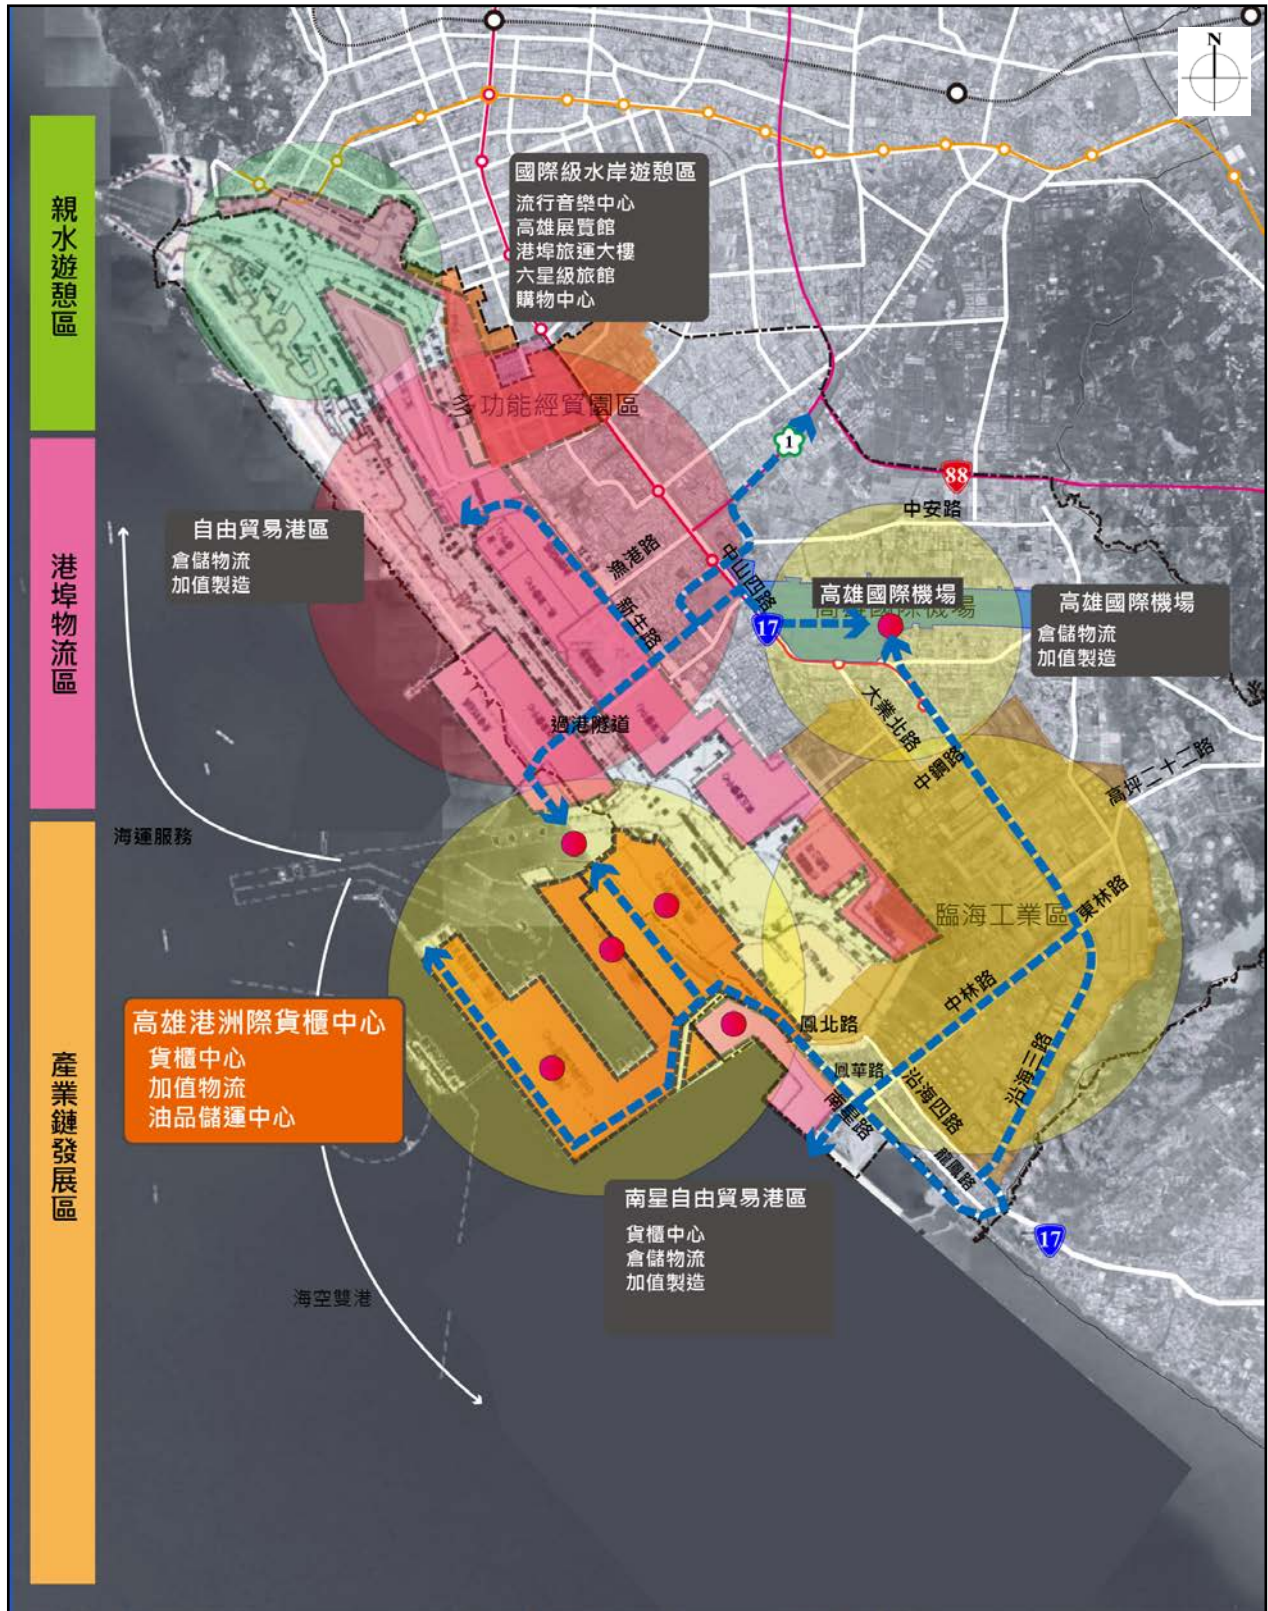 N
親水遊憩區
港埠物流區
產業鏈發展區
國際級水岸遊憩區
流行音樂中心
高雄展覽館
港埠旅運大樓
六星級旅館
購物中心
多功能經貿園區
1
88
中安路
自由貿易港區
倉儲物流
加值製造
漁港路
中山四路
新生路
17
高雄國際機場
高雄國際機場
高雄國際機場
倉儲物流
加值製造
過港隧道
大業北路
中鋼路
高坪二十二路
海運服務
東林路
臨海工業區
中林路
高雄港洲際貨櫃中心
貨櫃中心
加值物流
油品儲運中心
鳳北路
鳳華路
南星路
沿海四路
沿海三路
龍鳳路
南星自由貿易港區
貨櫃中心
倉儲物流
加值製造
17
海空雙港